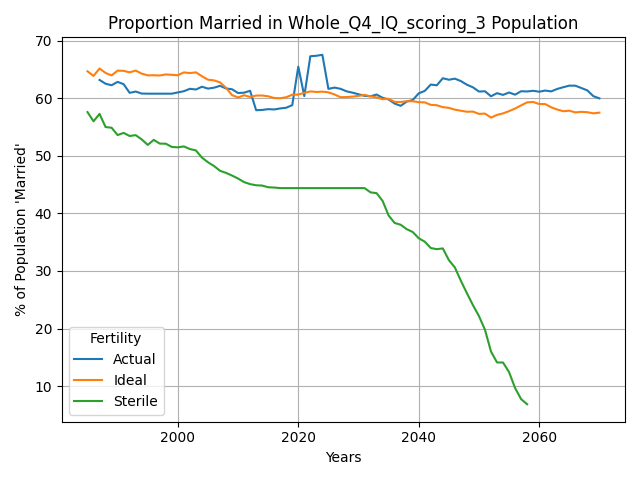 Proportion Married in Whole_Q4_IQ_scoring_3 Population
% of Population 'Married'
70
60
50
40
30
20
10
Fertility
Actual
Ideal
Sterile
2000
2020
2040
2060
Years